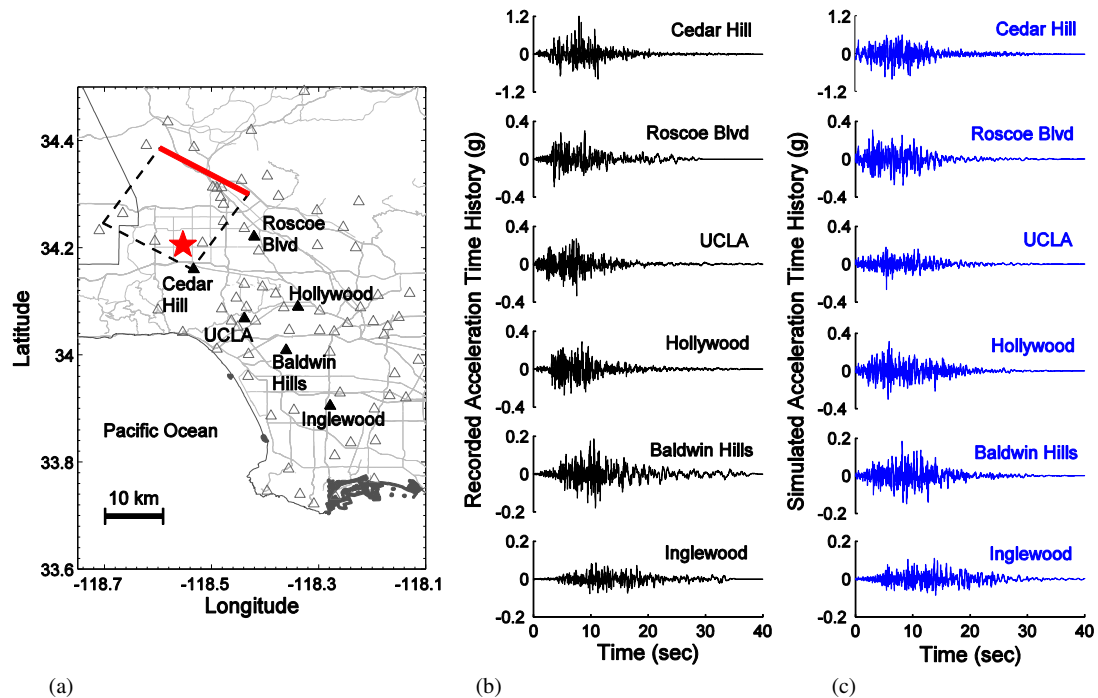 34.4
34.2
34
33.8
33.6
Latitude
-118.7
-118.5
-118.3
-118.1
Longitude
Roscoe
Blvd
Cedar
Hill
Hollywood
UCLA
Baldwin
Hills
Inglewood
Pacific Ocean
10 km
(a)
Recorded Acceleration Time History (g)
1.2
0
-1.2
Cedar Hill
0.4
0
-0.4
Roscoe Blvd
0.4
0
-0.4
UCLA
0.4
0
-0.4
Hollywood
0.2
0
-0.2
Baldwin Hills
0.2
0
-0.2
Inglewood
0
10
20
30
40
Time (sec)
(b)
Simulated Acceleration Time History (g)
1.2
0
-1.2
Cedar Hill
0.4
0
-0.4
Roscoe Blvd
0.4
0
-0.4
UCLA
0.4
0
-0.4
Hollywood
0.2
0
-0.2
Baldwin Hills
0.2
0
-0.2
Inglewood
0
10
20
30
40
Time (sec)
(c)